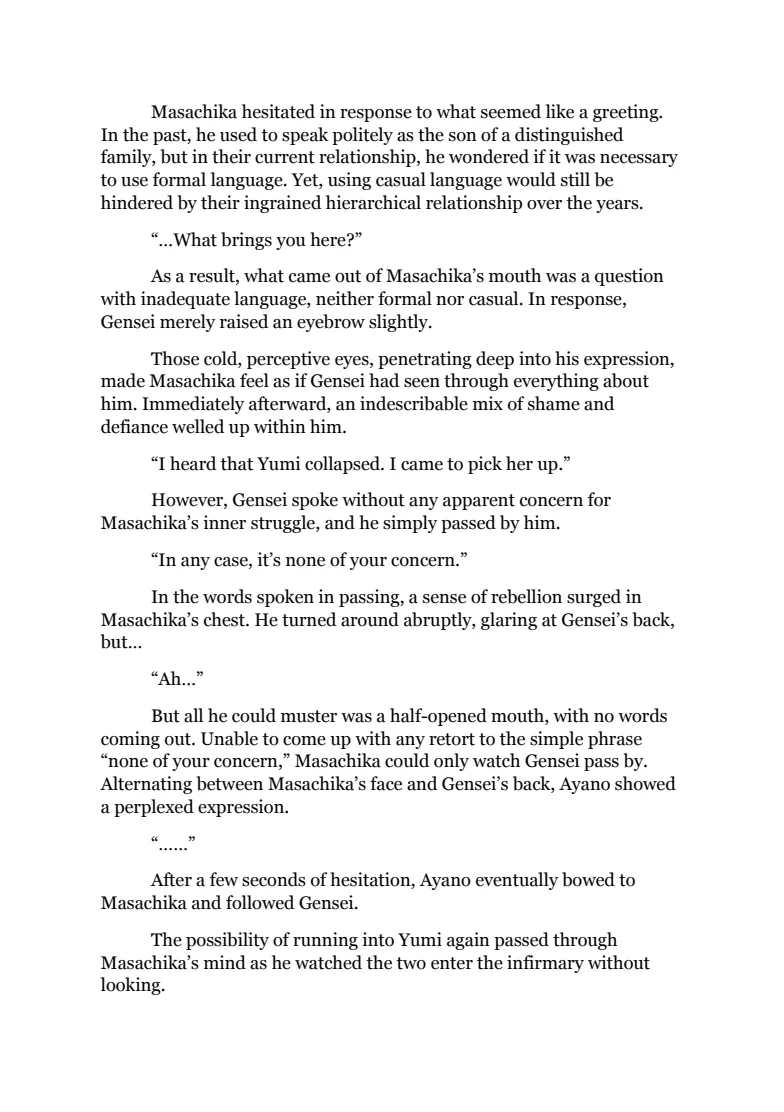 Masachika hesitated in response to what seemed like a greeting.
In the past, he used to speak politely as the son of a distinguished
family, but in their current relationship, he wondered if it was necessary
to use formal language. Yet, using casual language would still be
hindered by their ingrained hierarchical relationship over the years.
“…What brings you here?”
As a result, what came out of Masachika’s mouth was a question
with inadequate language, neither formal nor casual. In response,
Gensei merely raised an eyebrow slightly.
Those cold, perceptive eyes, penetrating deep into his expression,
made Masachika feel as if Gensei had seen through everything about
him. Immediately afterward, an indescribable mix of shame and
defiance welled up within him.
“I heard that Yumi collapsed. I came to pick her up.”
However, Gensei spoke without any apparent concern for
Masachika’s inner struggle, and he simply passed by him.
“In any case, it’s none of your concern.”
In the words spoken in passing, a sense of rebellion surged in
Masachika’s chest. He turned around abruptly, glaring at Gensei’s back,
but…
“Ah…”
But all he could muster was a half-opened mouth, with no words
coming out. Unable to come up with any retort to the simple phrase
“none of your concern,” Masachika could only watch Gensei pass by.
Alternating between Masachika’s face and Gensei’s back, Ayano showed
a perplexed expression.
“……”
After a few seconds of hesitation, Ayano eventually bowed to
Masachika and followed Gensei.
The possibility of running into Yumi again passed through
Masachika’s mind as he watched the two enter the infirmary without
looking.